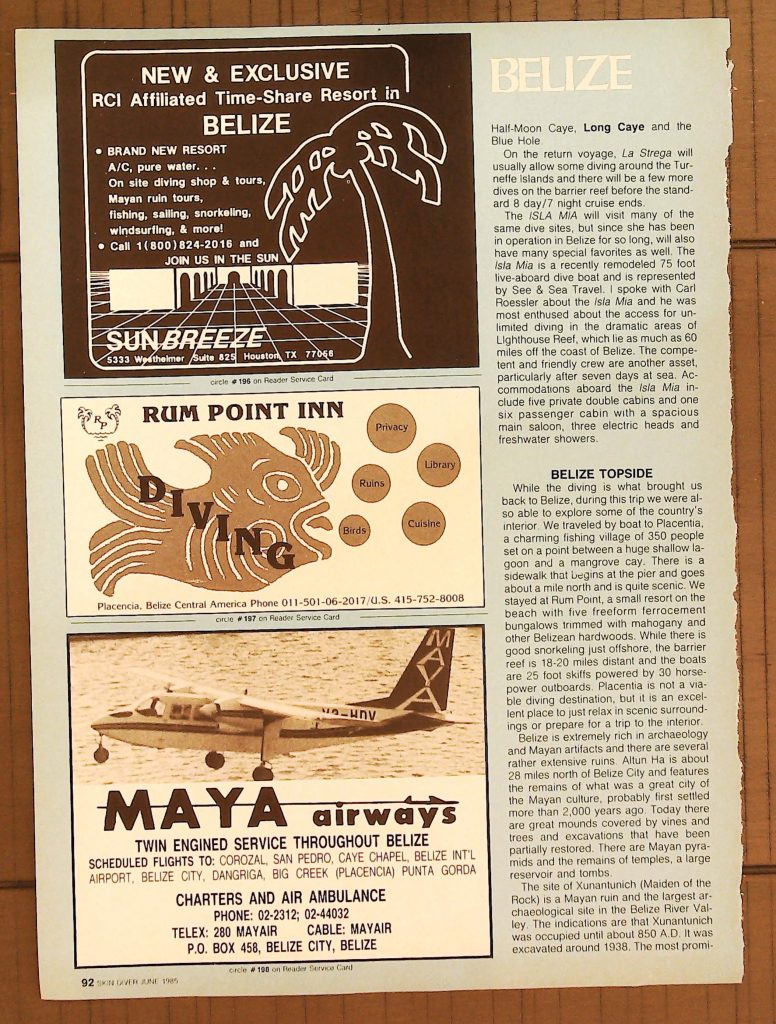 NEW & EXCLUSIVE
RCI Affiliated Time-Share Resort in
BELIZE
• BRAND NEW RESORT
A/C, pure water...
On site diving shop & tours,
Mayan ruin tours,
fishing, sailing, snorkeling,
windsurfing, & more!
• Call 1(800)824-2016 and
JOIN US IN THE SUN
SUN BREEZE
5333 Westheimer Suite 825 Houston, TX 77056
circle #196 on Reader Service Card
RP
RUM POINT INN
DIVING
Privacy
Library
Ruins
Birds
Cuisine
Placencia, Belize Central America Phone 011-501-06-2017/U.S. 415-752-8008
circle #197 on Reader Service Card
MAYA
V3-HDV
MAYA airways
TWIN ENGINED SERVICE THROUGHOUT BELIZE
SCHEDULED FLIGHTS TO: COROZAL, SAN PEDRO, CAYE CHAPEL, BELIZE INT'L
AIRPORT, BELIZE CITY, DANGRIGA, BIG CREEK (PLACENCIA) PUNTA GORDA
CHARTERS AND AIR AMBULANCE
PHONE: 02-2312; 02-44032
TELEX: 280 MAYAIR CABLE: MAYAIR
P.O. BOX 458, BELIZE CITY, BELIZE
circle #198 on Reader Service Card
92 SKIN DIVER JUNE 1985
BELIZE
Half-Moon Caye, Long Caye and the
Blue Hole.
On the return voyage, La Strega will
usually allow some diving around the Tur-
neffe Islands and there will be a few more
dives on the barrier reef before the stand-
ard 8 day/7 night cruise ends.
The ISLA MIA will visit many of the
same dive sites, but since she has been
in operation in Belize for so long, will also
have many special favorites as well. The
Isla Mia is a recently remodeled 75 foot
live-aboard dive boat and is represented
by See & Sea Travel. I spoke with Carl
Roessler about the Isla Mia and he was
most enthused about the access for un-
limited diving in the dramatic areas of
Lighthouse Reef, which lie as much as 60
miles off the coast of Belize. The compe-
tent and friendly crew are another asset,
particularly after seven days at sea. Ac-
commodations aboard the Isla Mia in-
clude five private double cabins and one
six passenger cabin with a spacious
main saloon, three electric heads and
freshwater showers.
BELIZE TOPSIDE
While the diving is what brought us
back to Belize, during this trip we were al-
so able to explore some of the country's
interior. We traveled by boat to Placentia,
a charming fishing village of 350 people
set on a point between a huge shallow la-
goon and a mangrove cay. There is a
sidewalk that begins at the pier and goes
about a mile north and is quite scenic. We
stayed at Rum Point, a small resort on the
beach with five freeform ferrocement
bungalows trimmed with mahogany and
other Belizean hardwoods. While there is
good snorkeling just offshore, the barrier
reef is 18-20 miles distant and the boats
are 25 foot skiffs powered by 30 horse-
power outboards. Placentia is not a via-
ble diving destination, but it is an excel-
lent place to just relax in scenic surround-
ings or prepare for a trip to the interior.
Belize is extremely rich in archaeology
and Mayan artifacts and there are several
rather extensive ruins. Altun Ha is about
28 miles north of Belize City and features
the remains of what was a great city of
the Mayan culture, probably first settled
more than 2,000 years ago. Today there
are great mounds covered by vines and
trees and excavations that have been
partially restored. There are Mayan pyra-
mids and the remains of temples, a large
reservoir and tombs.
The site of Xunantunich (Maiden of the
Rock) is a Mayan ruin and the largest ar-
chaeological site in the Belize River Val-
ley. The indications are that Xunantunich
was occupied until about 850 A.D. It was
excavated around 1938. The most promi-